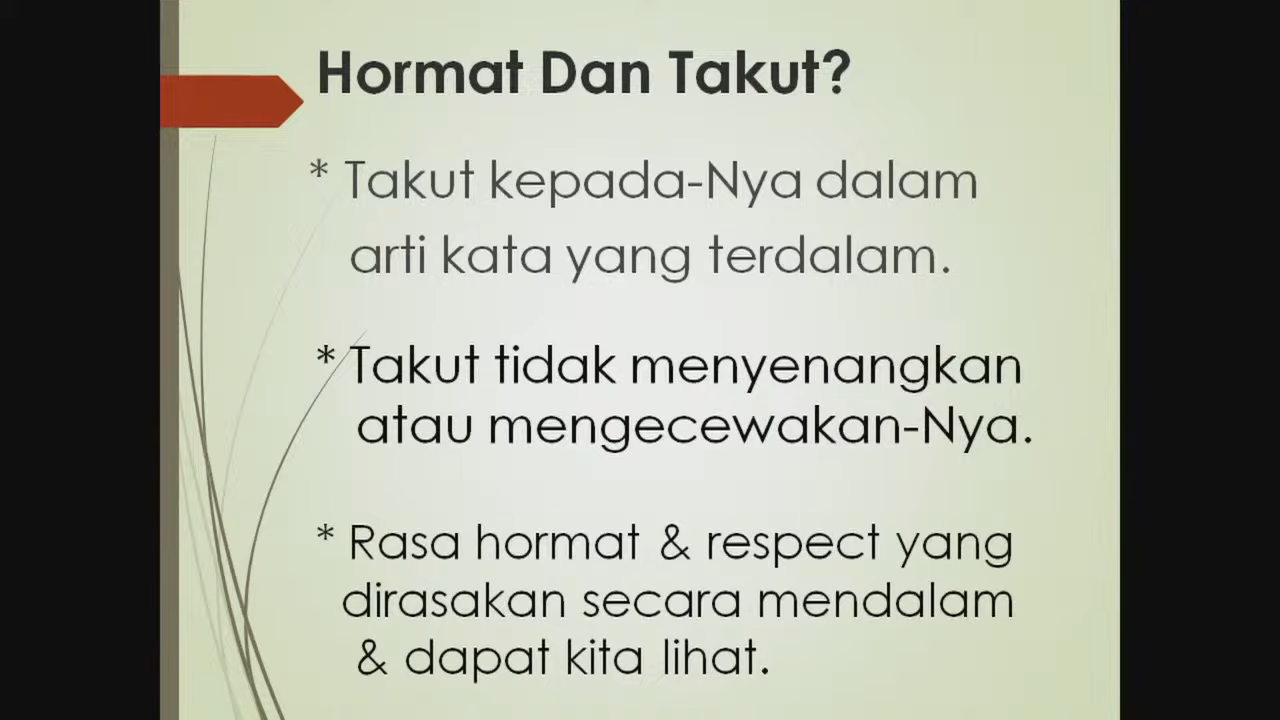 Hormat Dan Takut?
* Takut kepada-Nya dalam
arti kata yang terdalam.
* Takut tidak menyenangkan
atau mengecewakan-Nya.
* Rasa hormat & respect yang
dirasakan secara mendalam
& dapat kita lihat.